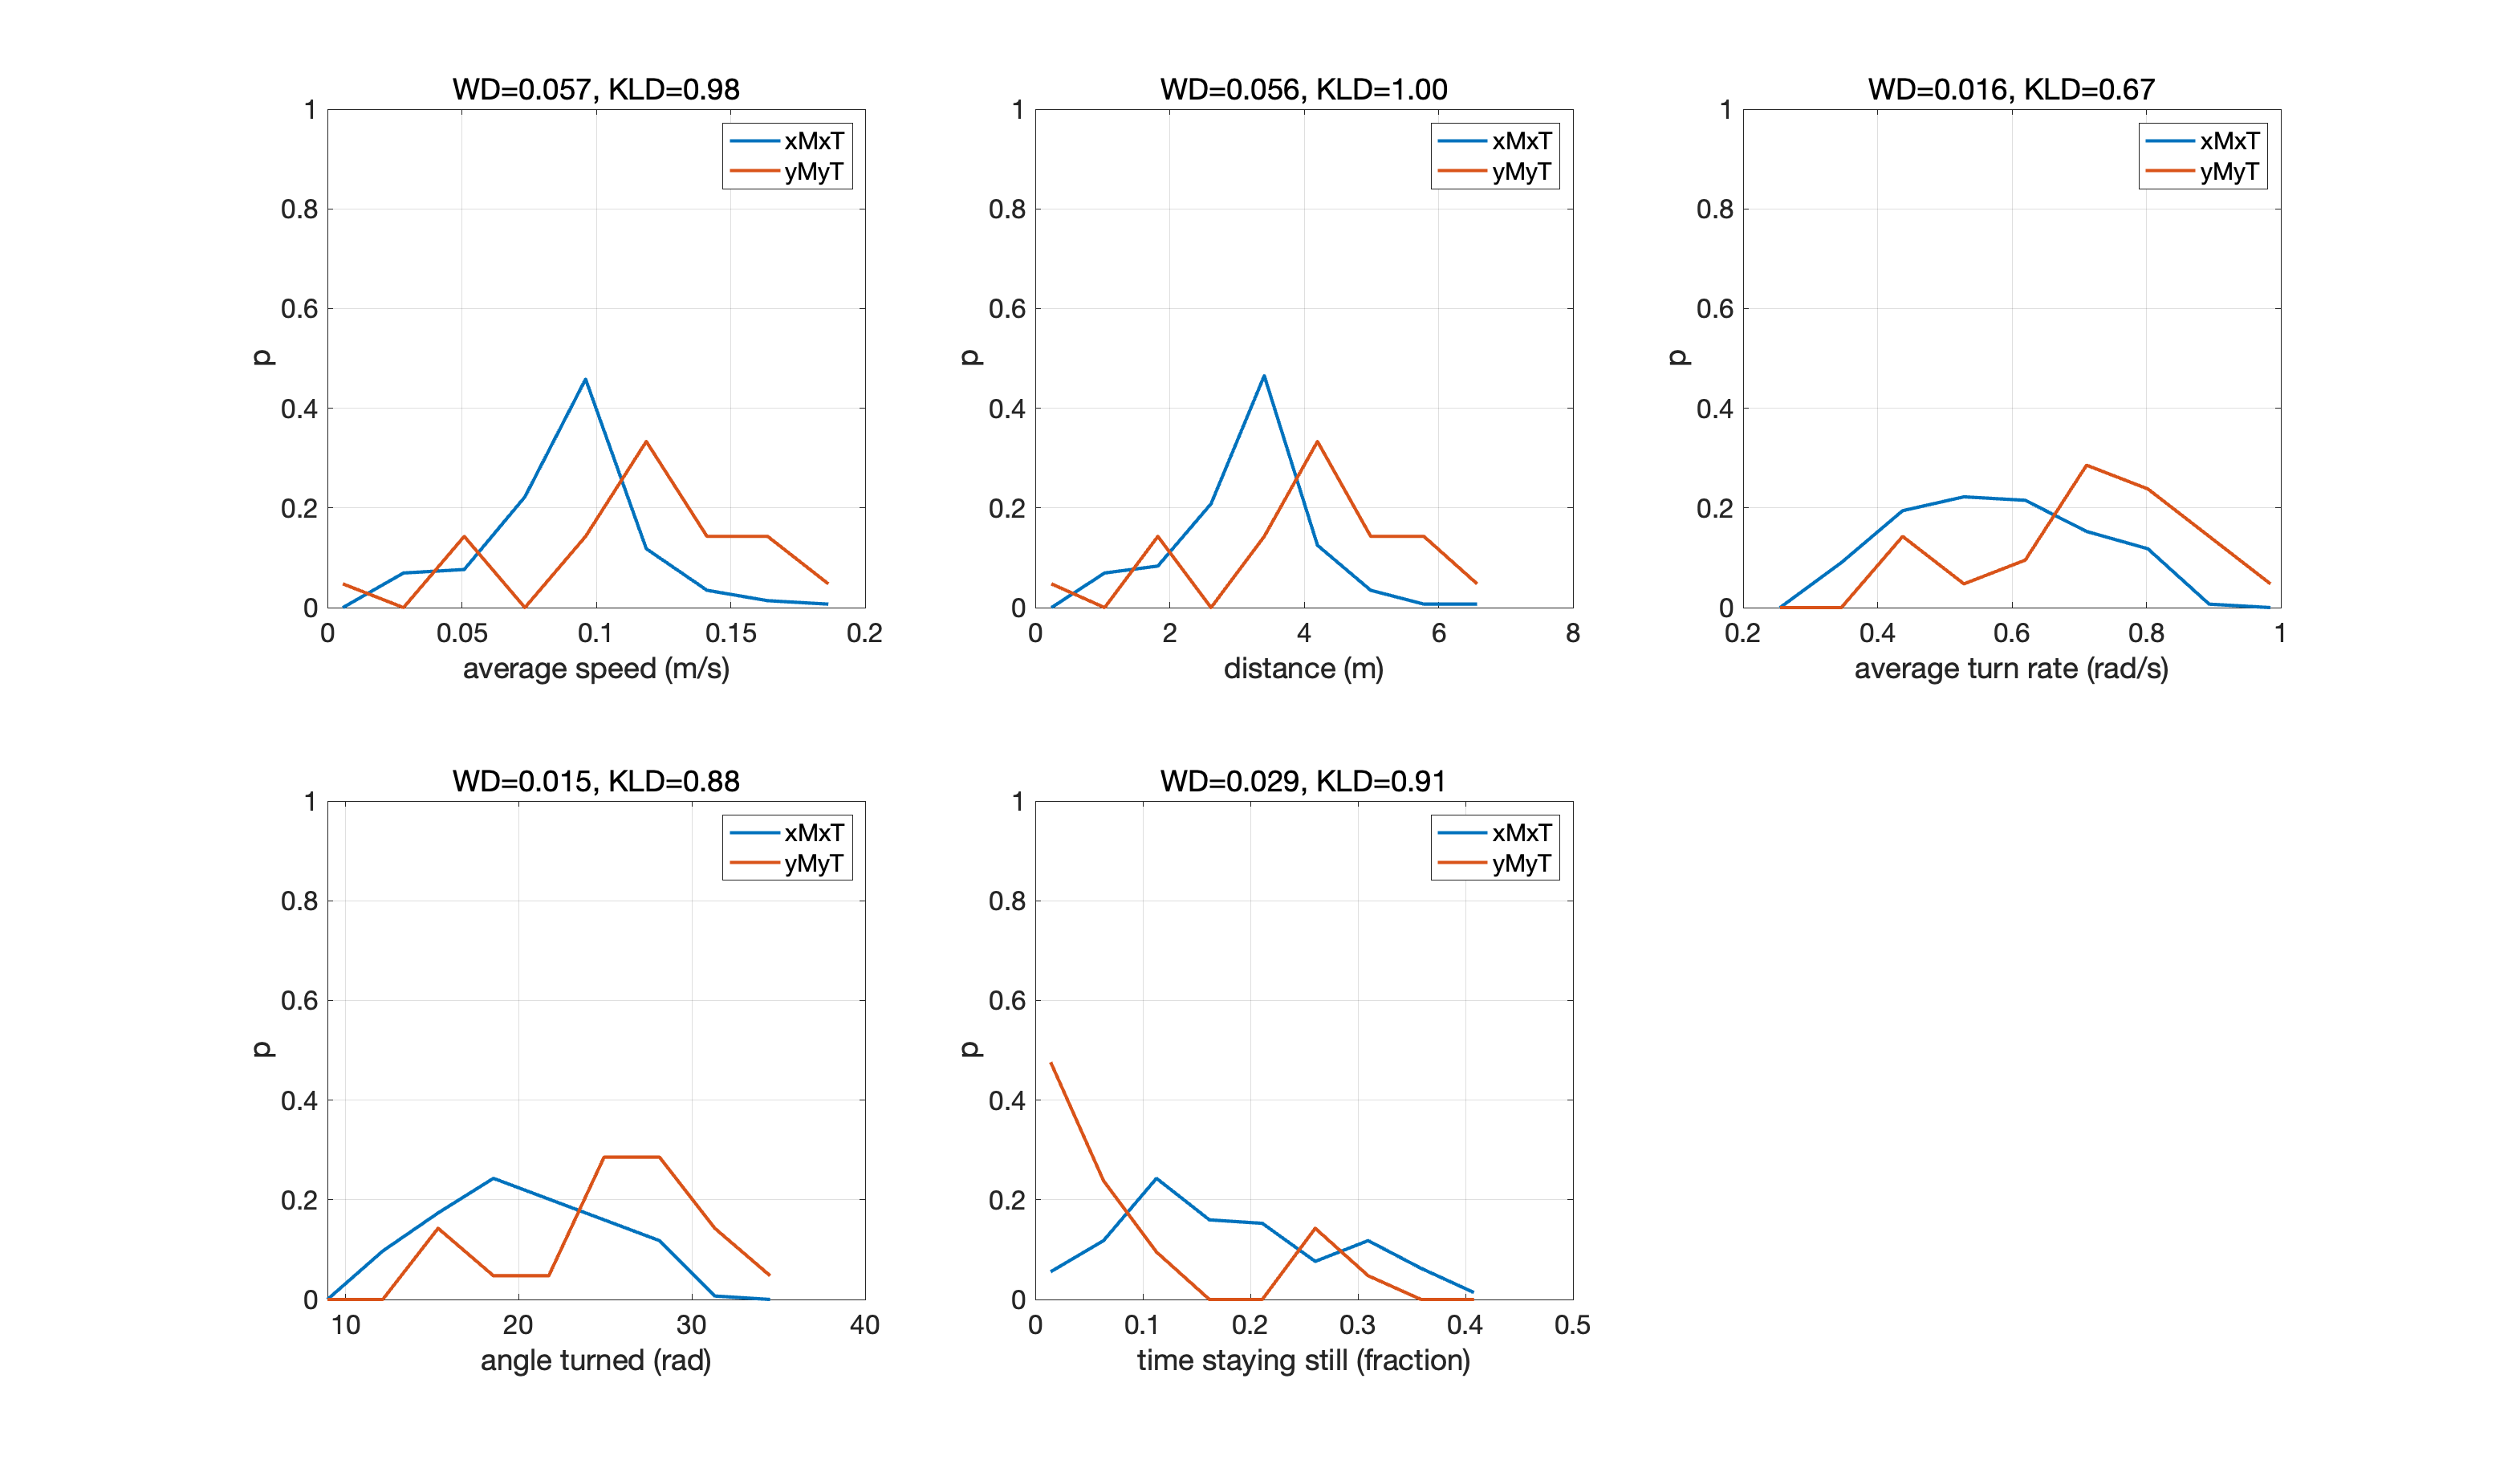 WD=0.057, KLD=0.98
1
0.8
0.6
0.4
0.2
0
p
xMxT
yMyT
0 0.05 0.1 0.15 0.2
average speed (m/s)
WD=0.056, KLD=1.00
1
0.8
0.6
0.4
0.2
0
p
xMxT
yMyT
0 2 4 6 8
distance (m)
WD=0.016, KLD=0.67
1
0.8
0.6
0.4
0.2
0
p
xMxT
yMyT
0.2 0.4 0.6 0.8 1
average turn rate (rad/s)
WD=0.015, KLD=0.88
1
0.8
0.6
0.4
0.2
0
p
xMxT
yMyT
10 20 30 40
angle turned (rad)
WD=0.029, KLD=0.91
1
0.8
0.6
0.4
0.2
0
p
xMxT
yMyT
0 0.1 0.2 0.3 0.4 0.5
time staying still (fraction)